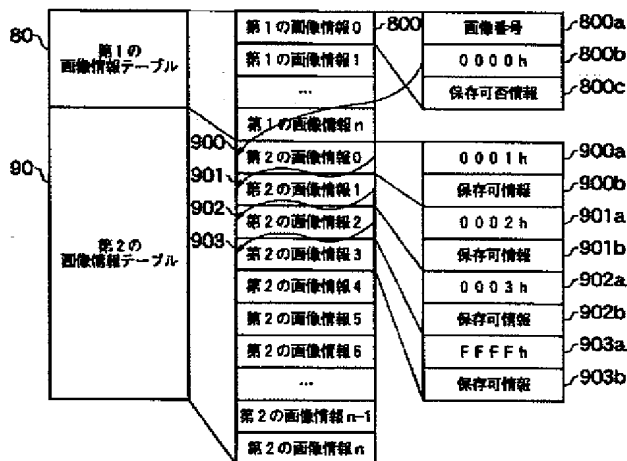 80
第1の
画像情報テーブル
90
第2の
画像情報テーブル
第1の画像情報0
第1の画像情報1
…
第1の画像情報n
第2の画像情報0
第2の画像情報1
第2の画像情報2
第2の画像情報3
第2の画像情報4
第2の画像情報5
第2の画像情報6
…
第2の画像情報n-1
第2の画像情報n
800
900
901
902
903
画像番号
800a
0000h
800b
保存可否情報
800c
0001h
900a
保存可情報
900b
0002h
901a
保存可情報
901b
0003h
902a
保存可情報
902b
FFFFh
903a
保存可情報
903b